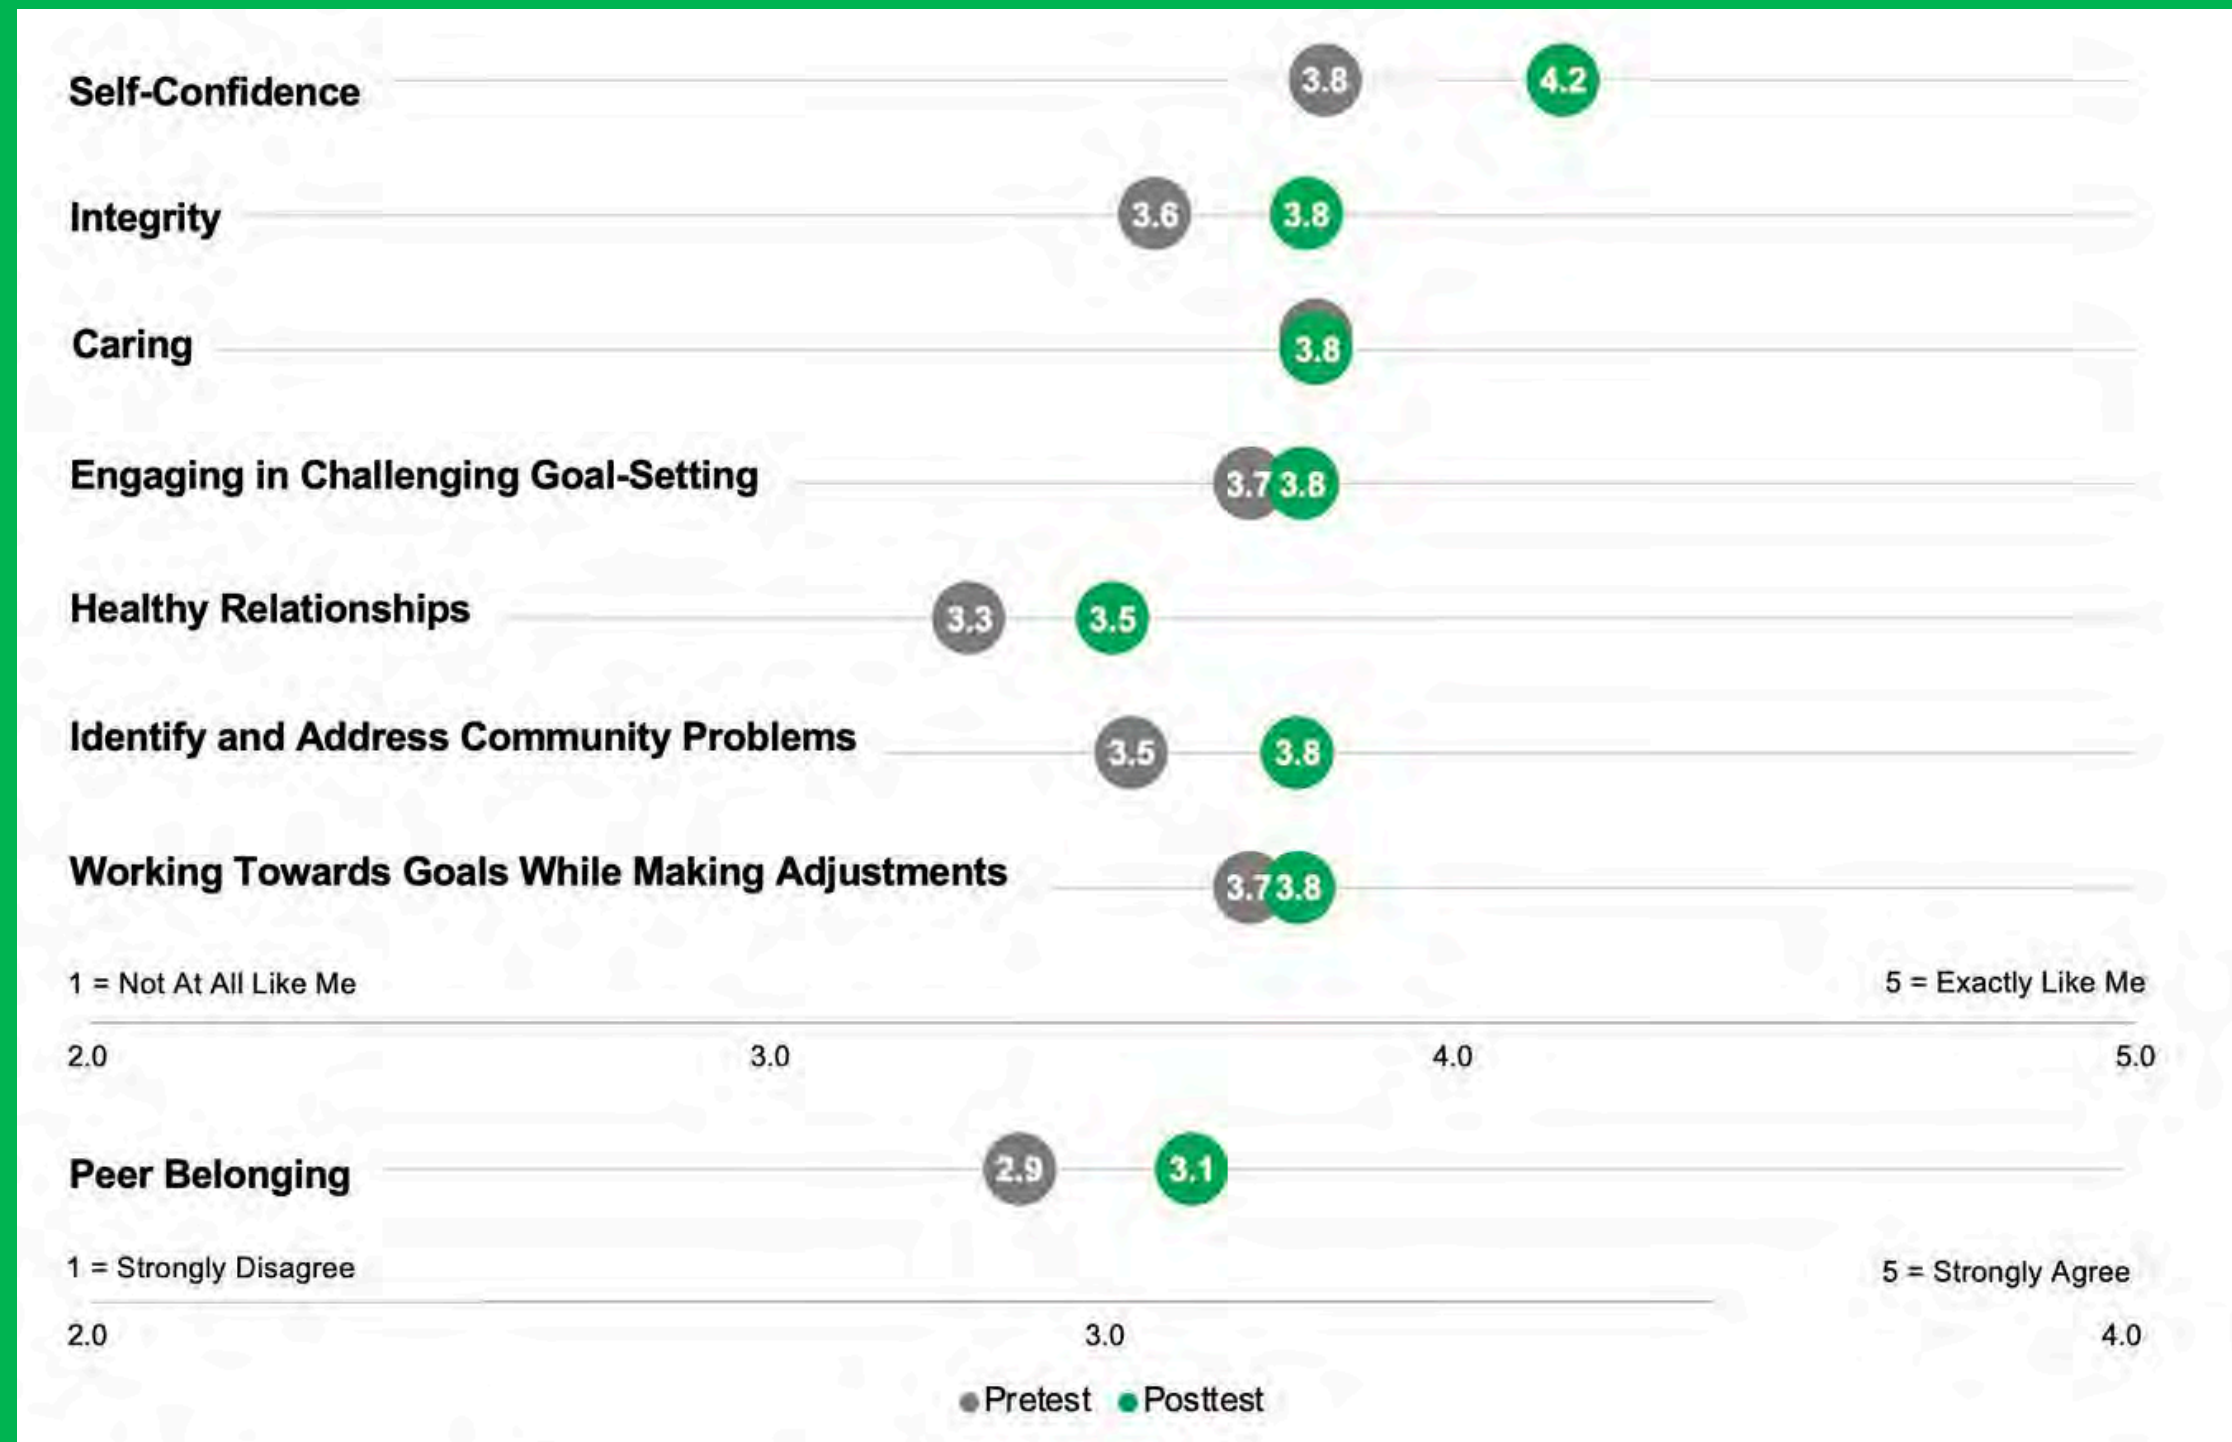 Self-Confidence 3.8 4.2
Integrity 3.6 3.8
Caring 3.8
Engaging in Challenging Goal-Setting 3.7 3.8
Healthy Relationships 3.3 3.5
Identify and Address Community Problems 3.5 3.8
Working Towards Goals While Making Adjustments 3.7 3.8
1 = Not At All Like Me 5 = Exactly Like Me
2.0 3.0 4.0 5.0
Peer Belonging 2.9 3.1
1 = Strongly Disagree 5 = Strongly Agree
2.0 3.0 4.0
Pretest Posttest